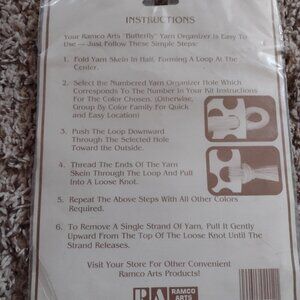 INSTRUCTIONS
Your Ramco Arts "Butterfly" Yarn Organizer Is Easy To
Use — Just Follow These Simple Steps:
1. Fold Yarn Skein In Half, Forming A Loop At The
Center.
2. Select the Numbered Yarn Organizer Hole Which
Corresponds To The Number in Your Kit Instructions
For The Color Chosen. (Otherwise,
Group By Color Family For Quick
and Easy Location)
3. Push The Loop Downward
Through The Selected Hole
Toward the Outside.
4. Thread The Ends Of The Yarn
Skein Through The Loop And Pull
Into A Loose Knot.
5. Repeat The Above Steps With All Other Colors
Required.
6. To Remove A Single Strand Of Yarn, Pull It Gently
Upward From The Top Of The Loose Knot Until The
Strand Releases.
Visit Your Store For Other Convenient
Ramco Arts Products!
RA RAMCO
ARTS